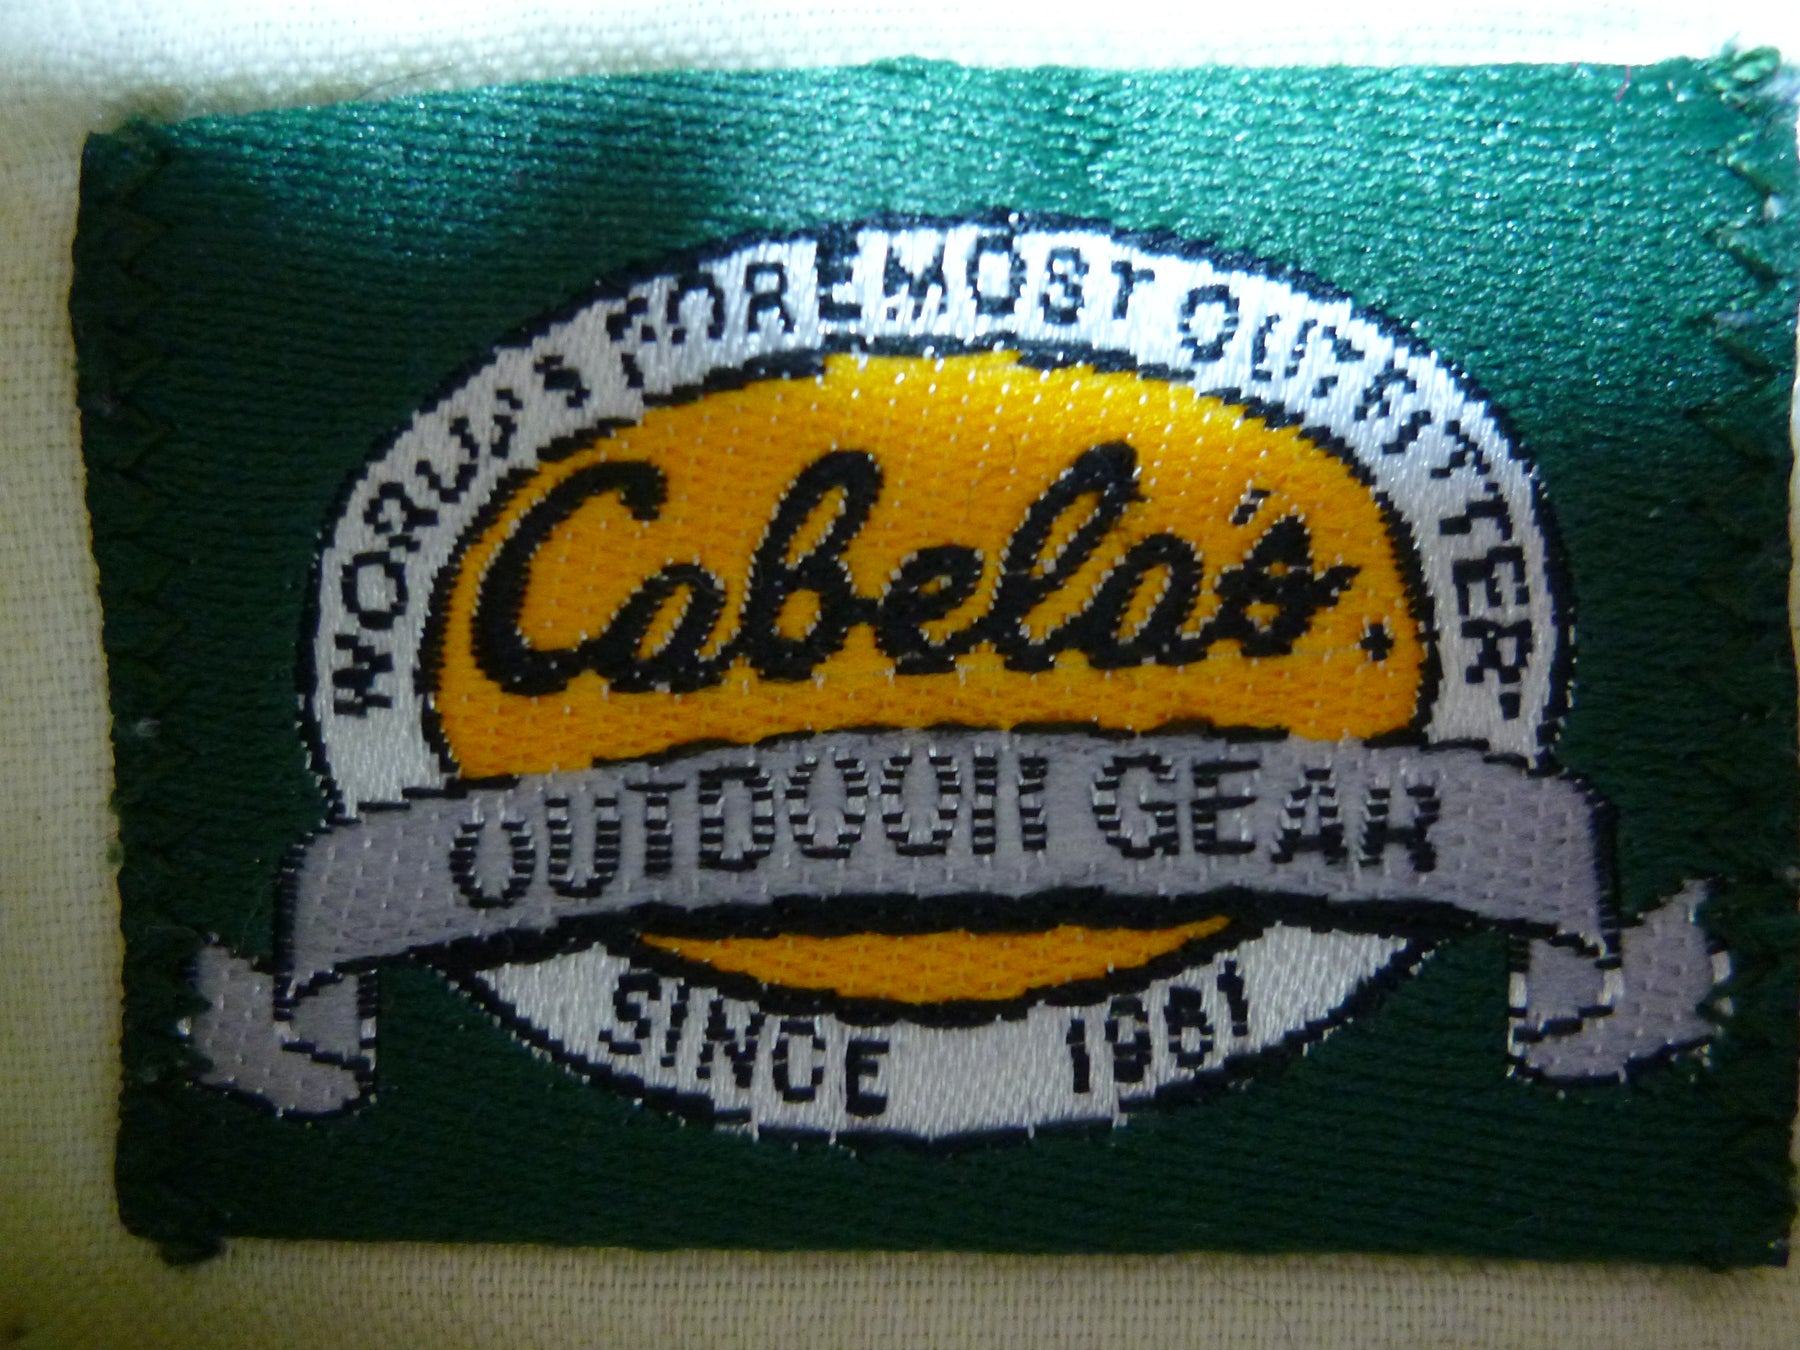 WORLD'S FOREMOST OUTFITTER
Cabela's.
OUTDOOR GEAR
SINCE 1961